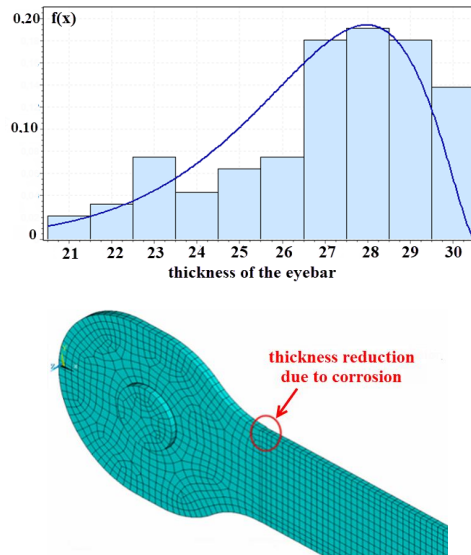 0.20
f(x)
0.10
0
21 22 23 24 25 26 27 28 29 30
thickness of the eyebar
thickness reduction
due to corrosion